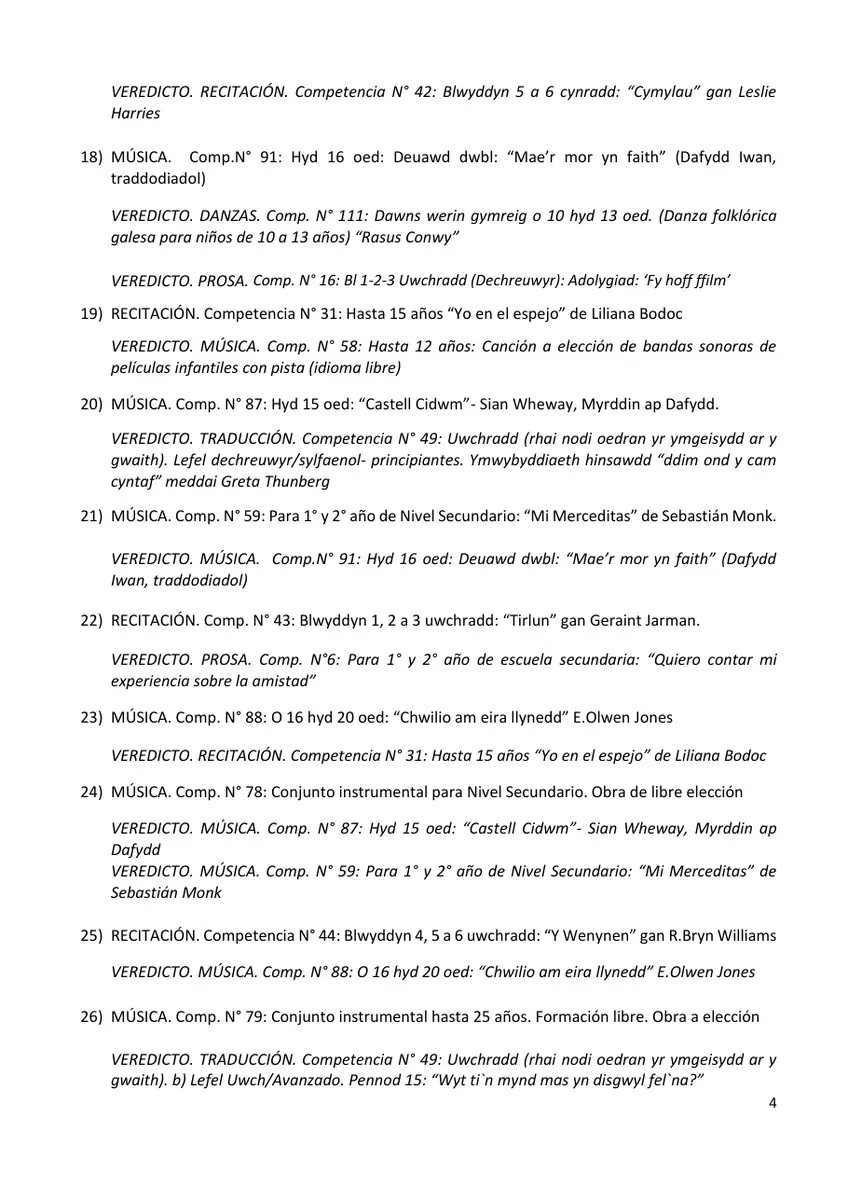 VEREDICTO. RECITACIÓN. Competencia N° 42: Blwyddyn 5 a 6 cynradd: “Cymylau” gan Leslie
Harries
18) MÚSICA. Comp.N° 91: Hyd 16 oed: Deuawd dwbl: “Mae’r mor yn faith” (Dafydd Iwan,
traddodiadol)
VEREDICTO. DANZAS. Comp. N° 111: Dawns werin gymreig o 10 hyd 13 oed. (Danza folklórica
galesa para niños de 10 a 13 años) “Rasus Conwy”
VEREDICTO. PROSA. Comp. N° 16: Bl 1-2-3 Uwchradd (Dechreuwyr): Adolygiad: ‘Fy hoff ffilm’
19) RECITACIÓN. Competencia N° 31: Hasta 15 años “Yo en el espejo” de Liliana Bodoc
VEREDICTO. MÚSICA. Comp. N° 58: Hasta 12 años: Canción a elección de bandas sonoras de
películas infantiles con pista (idioma libre)
20) MÚSICA. Comp. N° 87: Hyd 15 oed: “Castell Cidwm”- Sian Wheway, Myrddin ap Dafydd.
VEREDICTO. TRADUCCIÓN. Competencia N° 49: Uwchradd (rhai nodi oedran yr ymgeisydd ar y
gwaith). Lefel dechreuwyr/sylfaenol- principiantes. Ymwybyddiaeth hinsawdd “ddim ond y cam
cyntaf” meddai Greta Thunberg
21) MÚSICA. Comp. N° 59: Para 1° y 2° año de Nivel Secundario: “Mi Merceditas” de Sebastián Monk.
VEREDICTO. MÚSICA. Comp.N° 91: Hyd 16 oed: Deuawd dwbl: “Mae’r mor yn faith” (Dafydd
Iwan, traddodiadol)
22) RECITACIÓN. Comp. N° 43: Blwyddyn 1, 2 a 3 uwchradd: “Tirlun” gan Geraint Jarman.
VEREDICTO. PROSA. Comp. N°6: Para 1° y 2° año de escuela secundaria: “Quiero contar mi
experiencia sobre la amistad”
23) MÚSICA. Comp. N° 88: O 16 hyd 20 oed: “Chwilio am eira llynedd” E.Olwen Jones
VEREDICTO. RECITACIÓN. Competencia N° 31: Hasta 15 años “Yo en el espejo” de Liliana Bodoc
24) MÚSICA. Comp. N° 78: Conjunto instrumental para Nivel Secundario. Obra de libre elección
VEREDICTO. MÚSICA. Comp. N° 87: Hyd 15 oed: “Castell Cidwm”- Sian Wheway, Myrddin ap
Dafydd
VEREDICTO. MÚSICA. Comp. N° 59: Para 1° y 2° año de Nivel Secundario: “Mi Merceditas” de
Sebastián Monk
25) RECITACIÓN. Competencia N° 44: Blwyddyn 4, 5 a 6 uwchradd: “Y Wenynen” gan R.Bryn Williams
VEREDICTO. MÚSICA. Comp. N° 88: O 16 hyd 20 oed: “Chwilio am eira llynedd” E.Olwen Jones
26) MÚSICA. Comp. N° 79: Conjunto instrumental hasta 25 años. Formación libre. Obra a elección
VEREDICTO. TRADUCCIÓN. Competencia N° 49: Uwchradd (rhai nodi oedran yr ymgeisydd ar y
gwaith). b) Lefel Uwch/Avanzado. Pennod 15: “Wyt ti`n mynd mas yn disgwyl fel`na?”
4